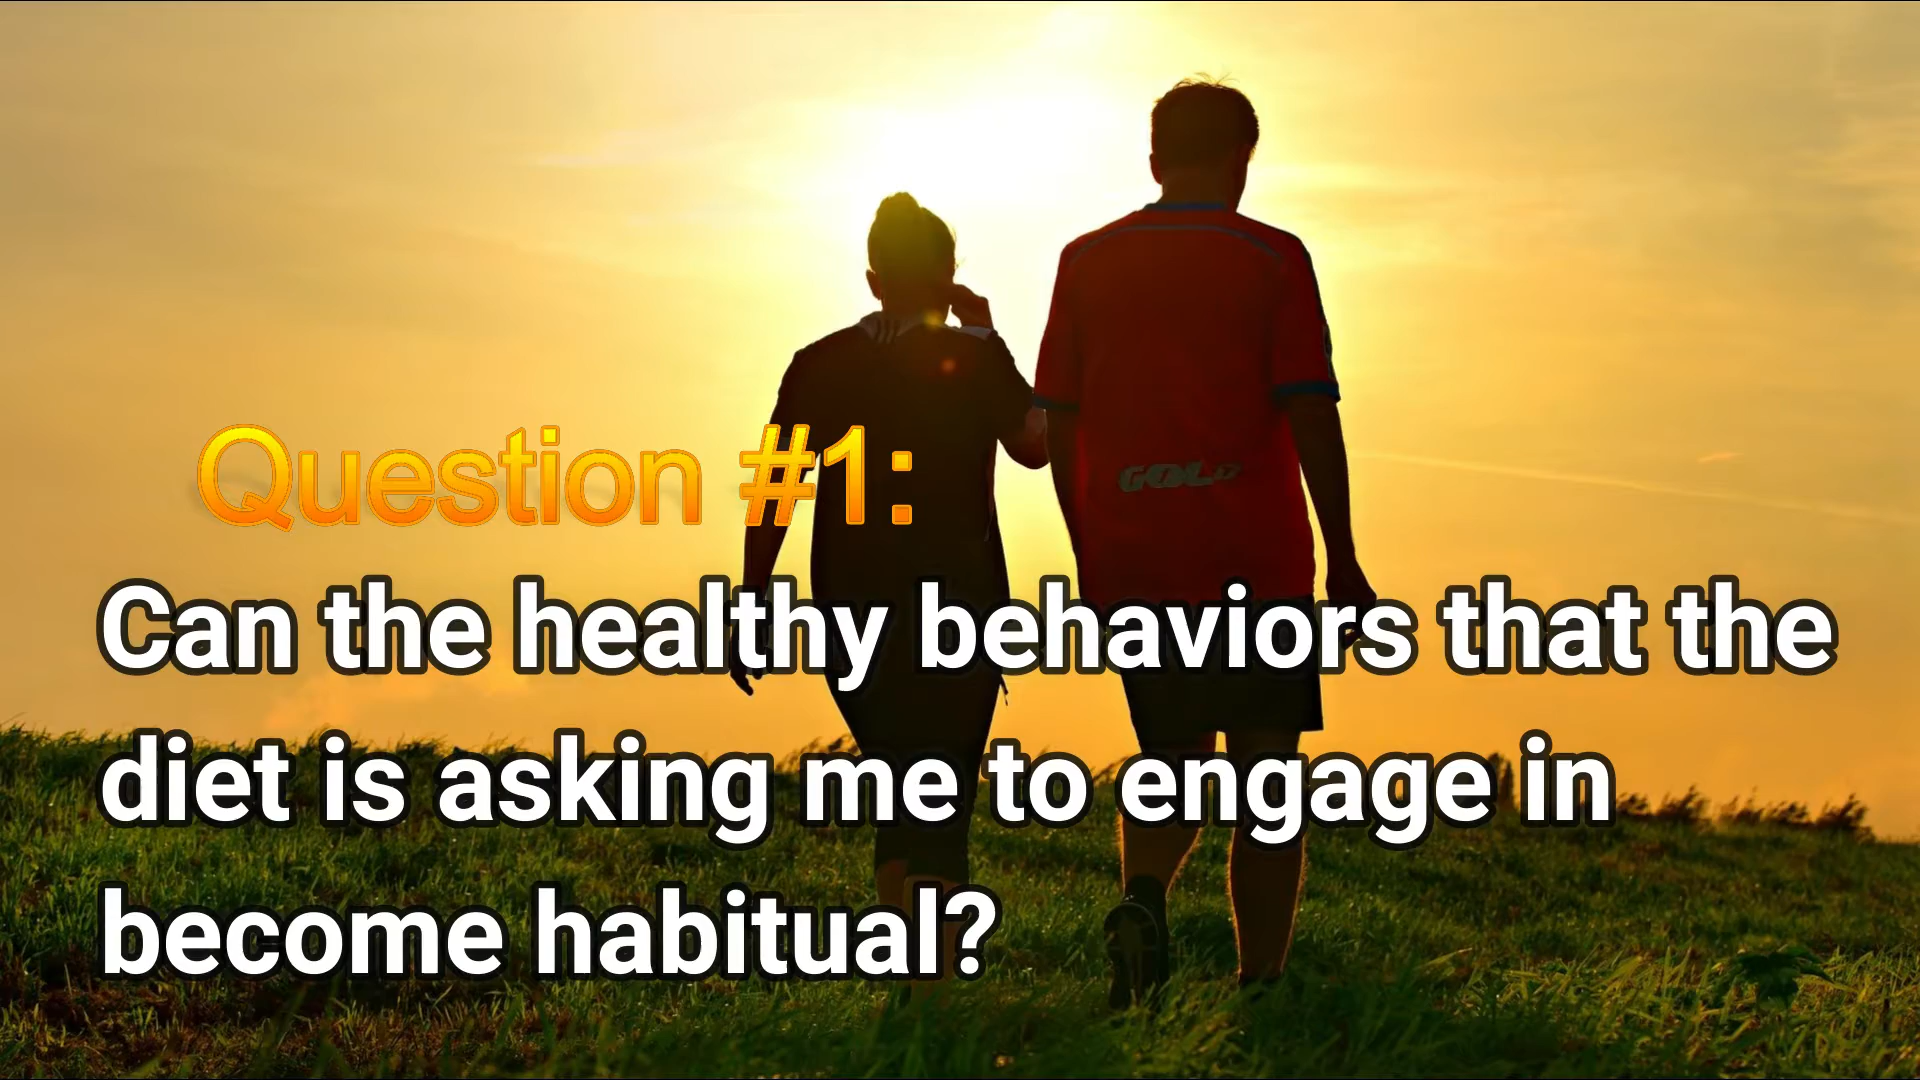 Question #1:
Can the healthy behaviors that the
diet is asking me to engage in
become habitual?